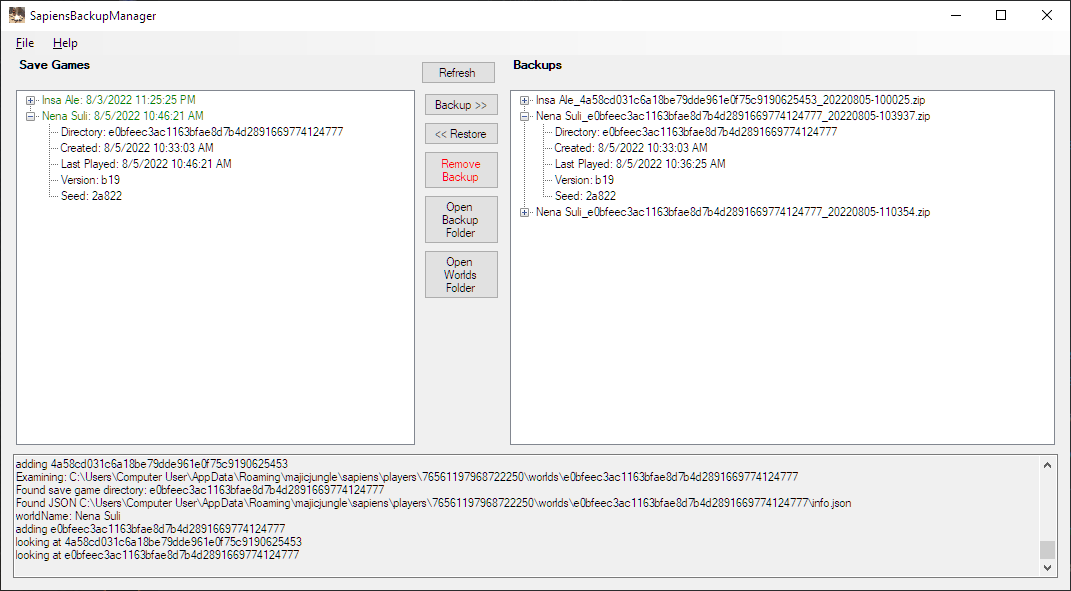 SapiensBackupManager
File Help
Save Games
Insa Ale: 8/3/2022 11:25:25 PM
Nena Suli: 8/5/2022 10:46:21 AM
Directory: e0bfeec3ac1163bfae8d7b4d2891669774124777
Created: 8/5/2022 10:33:03 AM
Last Played: 8/5/2022 10:46:21 AM
Version: b19
Seed: 2a822
Refresh
Backup >>
<< Restore
Remove
Backup
Open
Backup
Folder
Open
Worlds
Folder
Backups
Insa Ale_4a58cd031c6a18be79dde961e0f75c9190625453_20220805-100025.zip
Nena Suli_e0bfeec3ac1163bfae8d7b4d2891669774124777_20220805-103937.zip
Directory: e0bfeec3ac1163bfae8d7b4d2891669774124777
Created: 8/5/2022 10:33:03 AM
Last Played: 8/5/2022 10:36:25 AM
Version: b19
Seed: 2a822
Nena Suli_e0bfeec3ac1163bfae8d7b4d2891669774124777_20220805-110354.zip
adding 4a58cd031c6a18be79dde961e0f75c9190625453
Examining: C:\Users\Computer User\AppData\Roaming\majicjungle\sapiens\players\76561197968722250\worlds\e0bfeec3ac1163bfae8d7b4d2891669774124777
Found save game directory: e0bfeec3ac1163bfae8d7b4d2891669774124777
Found JSON C:\Users\Computer User\AppData\Roaming\majicjungle\sapiens\players\76561197968722250\worlds\e0bfeec3ac1163bfae8d7b4d2891669774124777\info.json
worldName: Nena Suli
adding e0bfeec3ac1163bfae8d7b4d2891669774124777
looking at 4a58cd031c6a18be79dde961e0f75c9190625453
looking at e0bfeec3ac1163bfae8d7b4d2891669774124777